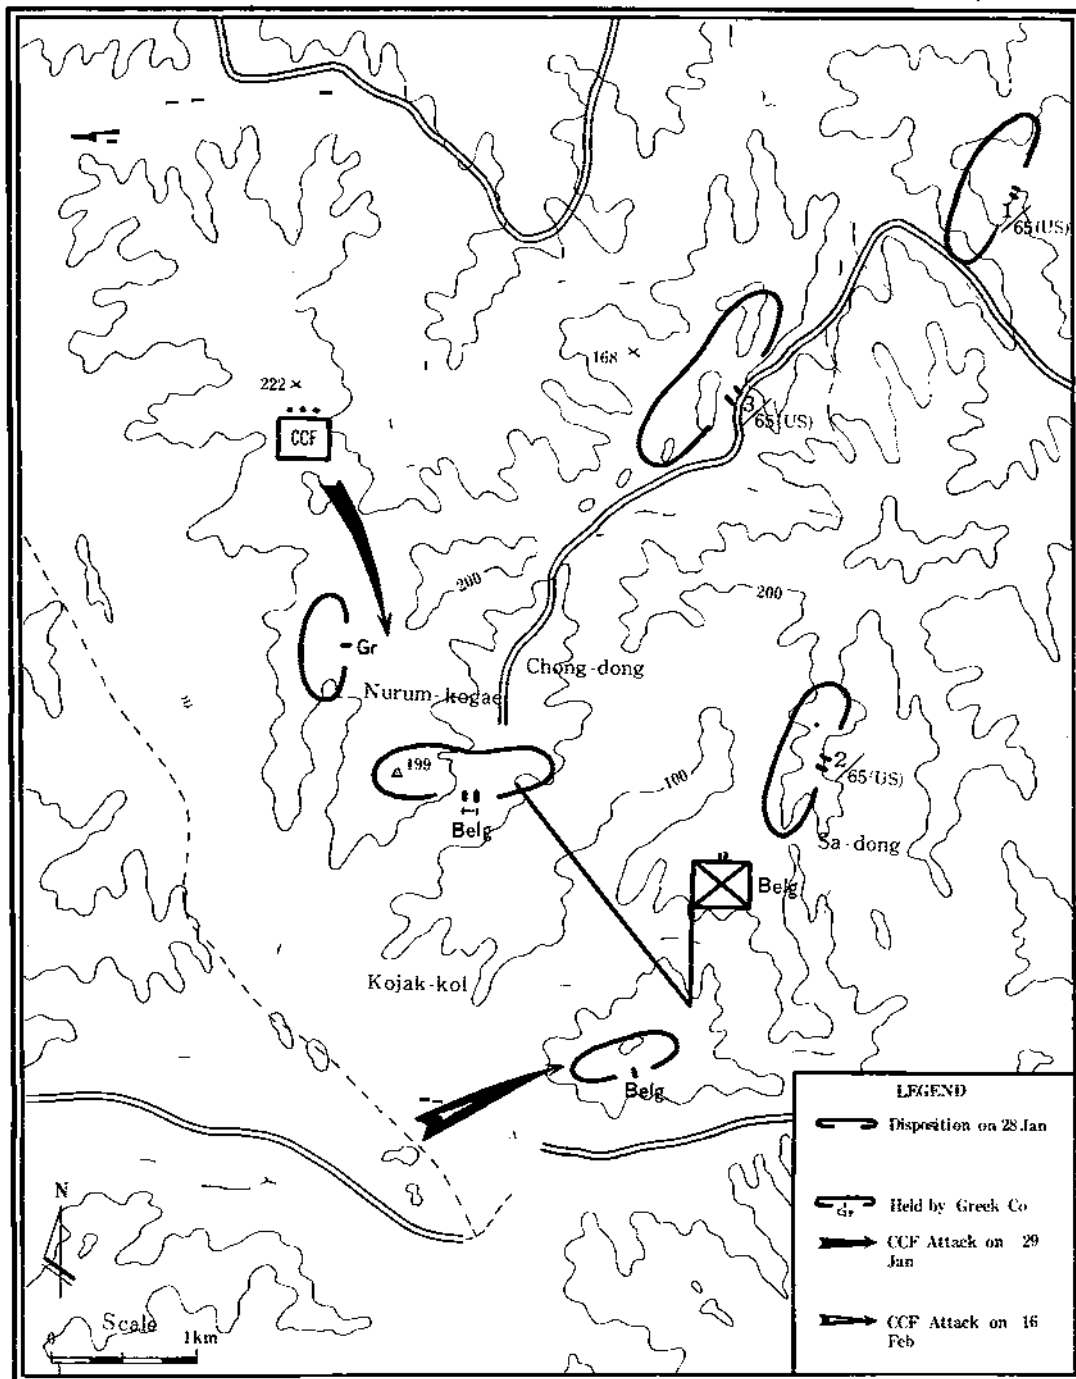 1/65(US)
168
3/65(US)
222
CCF
200
200
Gr
Chong-dong
Nurum-kogae
199
100
2/65(US)
Belg
Sa-dong
Belg
Kojak-kol
Belg
LEGEND
Disposition on 28 Jan
Gr
Held by Greek Co
CCF Attack on 29
Jan
CCF Attack on 16
Feb
N
Scale
0 1km